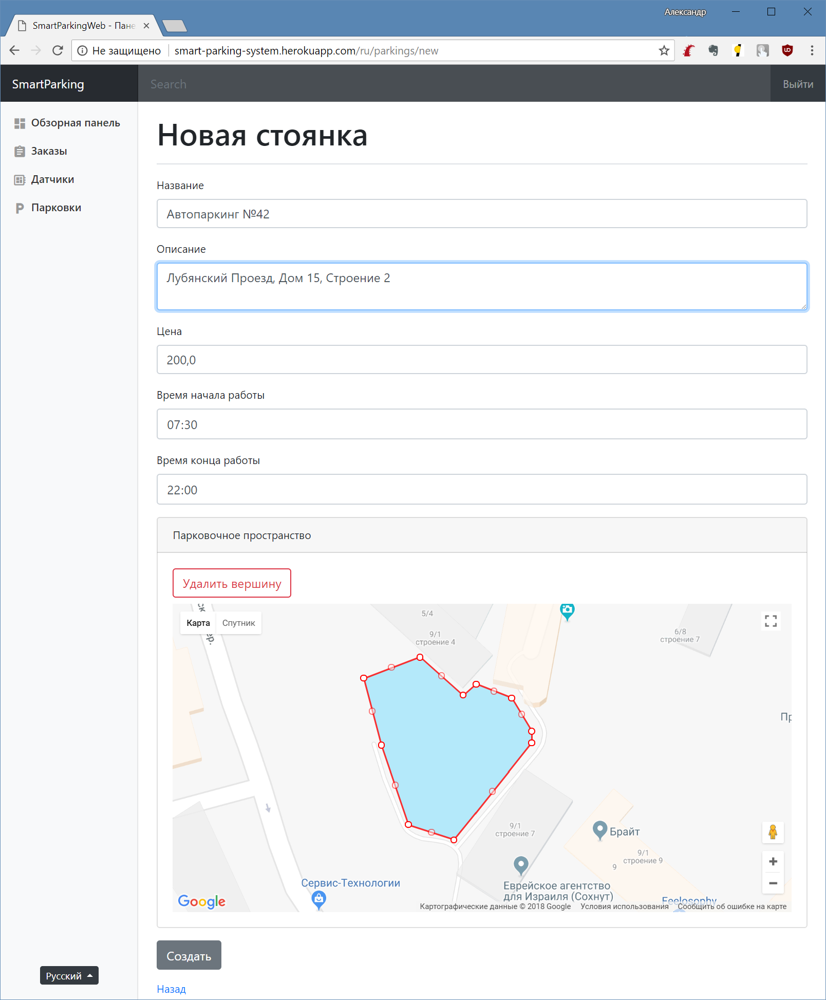 Александр
SmartParkingWeb - Пане
Не защищено
smart-parking-system.herokuapp.com/ru/parkings/new
SmartParking
Search
Выйти
Обзорная панель
Заказы
Датчики
Парковки
Русский
Новая стоянка
Название
Автопаркинг №42
Описание
Лубянский Проезд, Дом 15, Строение 2
Цена
200,0
Время начала работы
07:30
Время конца работы
22:00
Парковочное пространство
Удалить вершину
Карта
Спутник
ер.
5/4
9/1
строение 4
6/8
строение 7
Пр
9/1
строение 7
Брайт
9/1
строение 9
9
Сервис-Технологии
Еврейское агентство
для Израиля (Сохнут)
Feelosophy
Google
Картографические данные © 2018 Google
Условия использования
Сообщить об ошибке на карте
Создать
Назад